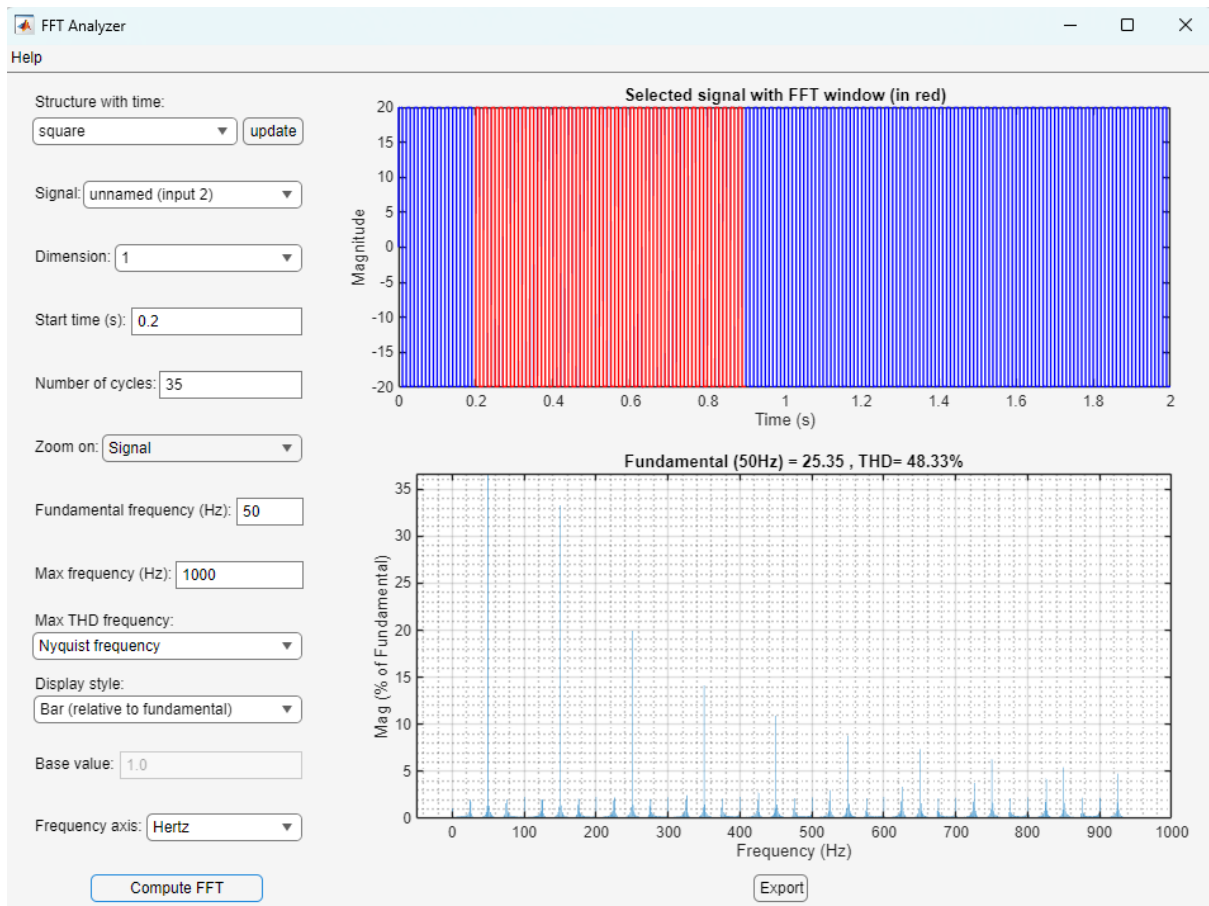 FFT Analyzer
Help
Structure with time:
square
update
Signal: unnamed (input 2)
Dimension: 1
Start time (s): 0.2
Number of cycles: 35
Zoom on: Signal
Fundamental frequency (Hz): 50
Max frequency (Hz): 1000
Max THD frequency:
Nyquist frequency
Display style:
Bar (relative to fundamental)
Base value: 1.0
Frequency axis: Hertz
Compute FFT
Selected signal with FFT window (in red)
Magnitude
20
15
10
5
0
-5
-10
-15
-20
0 0.2 0.4 0.6 0.8 1 1.2 1.4 1.6 1.8 2
Time (s)
Fundamental (50Hz) = 25.35 , THD= 48.33%
Mag (% of Fundamental)
35
30
25
20
15
10
5
0
0 100 200 300 400 500 600 700 800 900 1000
Frequency (Hz)
Export